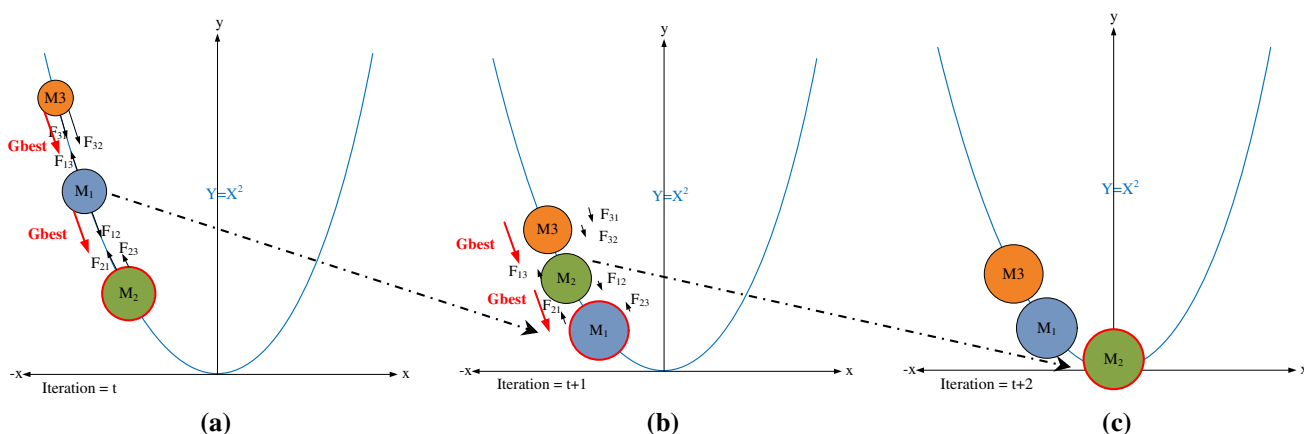 y
M3
F₃₁
F₃₂
Gbest
F₁₃
M₁
Y=X²
Gbest
F₁₂
F₂₃
F₂₁
M₂
-x
x
Iteration = t
(a)
y
Y=X²
F₃₁
M3
F₃₂
Gbest
F₁₃
M₂
F₁₂
Gbest
F₂₁
F₂₃
M₁
-x
x
Iteration = t+1
(b)
y
Y=X²
M3
M₁
M₂
-x
x
Iteration = t+2
(c)